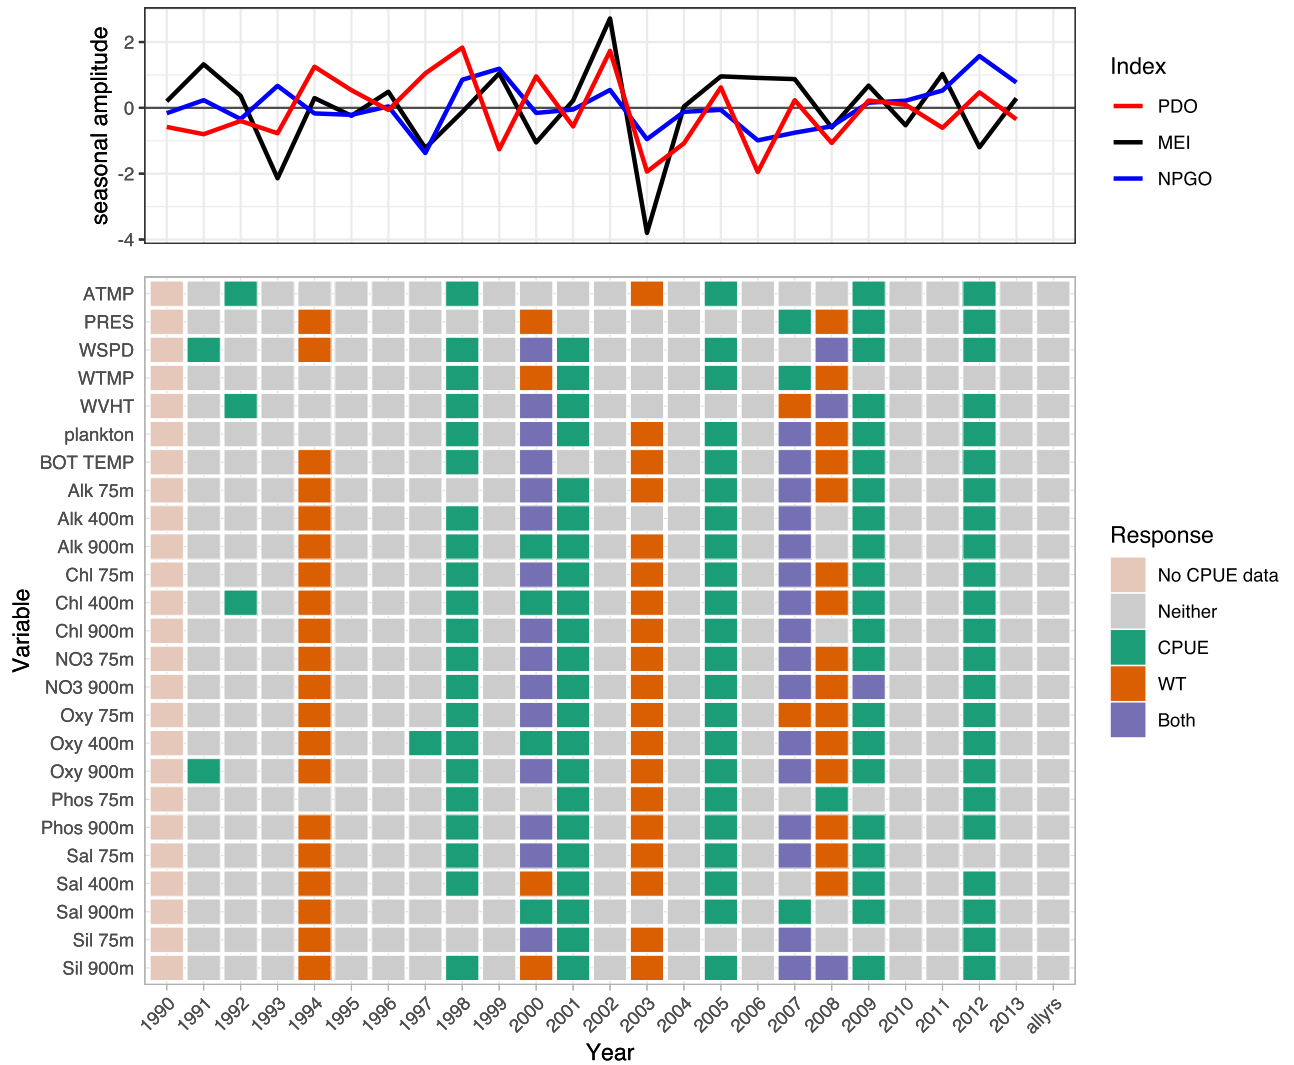 seasonal amplitude
2
0
-2
-4
Index
PDO
MEI
NPGO
Variable
ATMP
PRES
WSPD
WTMP
WVHT
plankton
BOT TEMP
Alk 75m
Alk 400m
Alk 900m
Chl 75m
Chl 400m
Chl 900m
NO3 75m
NO3 900m
Oxy 75m
Oxy 400m
Oxy 900m
Phos 75m
Phos 900m
Sal 75m
Sal 400m
Sal 900m
Sil 75m
Sil 900m
Response
No CPUE data
Neither
CPUE
WT
Both
1990 1991 1992 1993 1994 1995 1996 1997 1998 1999 2000 2001 2002 2003 2004 2005 2006 2007 2008 2009 2010 2011 2012 2013 allyrs
Year